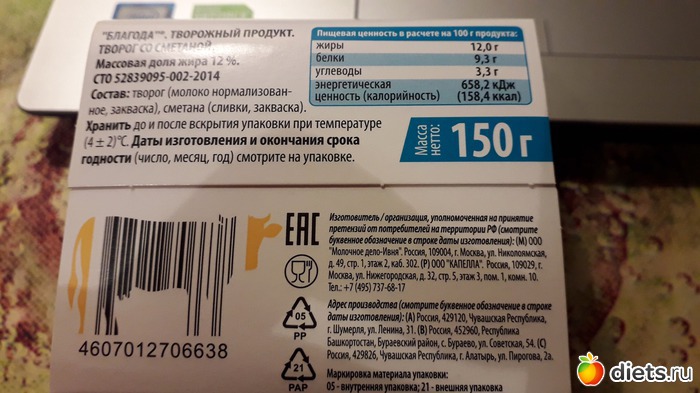 "БЛАГОДА"™. ТВОРОЖНЫЙ ПРОДУКТ.
ТВОРОГ СО СМЕТАНОЙ
Массовая доля жира 12 %.
СТО 52839095-002-2014
Состав: творог (молоко нормализован-
ное, закваска), сметана (сливки, закваска).
Хранить до и после вскрытия упаковки при температуре
(4 ± 2)°С. Даты изготовления и окончания срока
годности (число, месяц, год) смотрите на упаковке.
Пищевая ценность в расчете на 100 г продукта:
жиры 12,0 г
белки 9,3 г
углеводы 3,3 г
энергетическая 658,2 кДж
ценность (калорийность) (158,4 ккал)
Масса
нетто:
150 г
EAC
Изготовитель / организация, уполномоченная на принятие
претензий от потребителей на территории РФ (смотрите
буквенное обозначение в строке даты изготовления): (М) ООО
"Молочное дело-Ивня". Россия, 109004, г. Москва, ул. Николоямская,
д. 49, стр. 1, этаж 2, каб. 302. (Р) ООО "КАПЕЛЛА". Россия, 109029, г.
Москва, ул. Нижегородская, д. 32, стр. 5, этаж 3, пом. 1, комн. 10.
Тел.: +7 (495) 737-68-17
Адрес производства (смотрите буквенное обозначение в строке
даты изготовления): (А) Россия, 429120, Чувашская Республика,
г. Шумерля, ул. Ленина, 31. (В) Россия, 452960, Республика
Башкортостан, Бураевский район, с. Бураево, ул. Советская, 54. (С)
Россия, 429826, Чувашская Республика, г. Алатырь, ул. Пирогова, 2а.
Маркировка материала упаковки:
05 - внутренняя упаковка; 21 - внешняя упаковка
05
PP
21
PAP
4607012706638
diets.ru